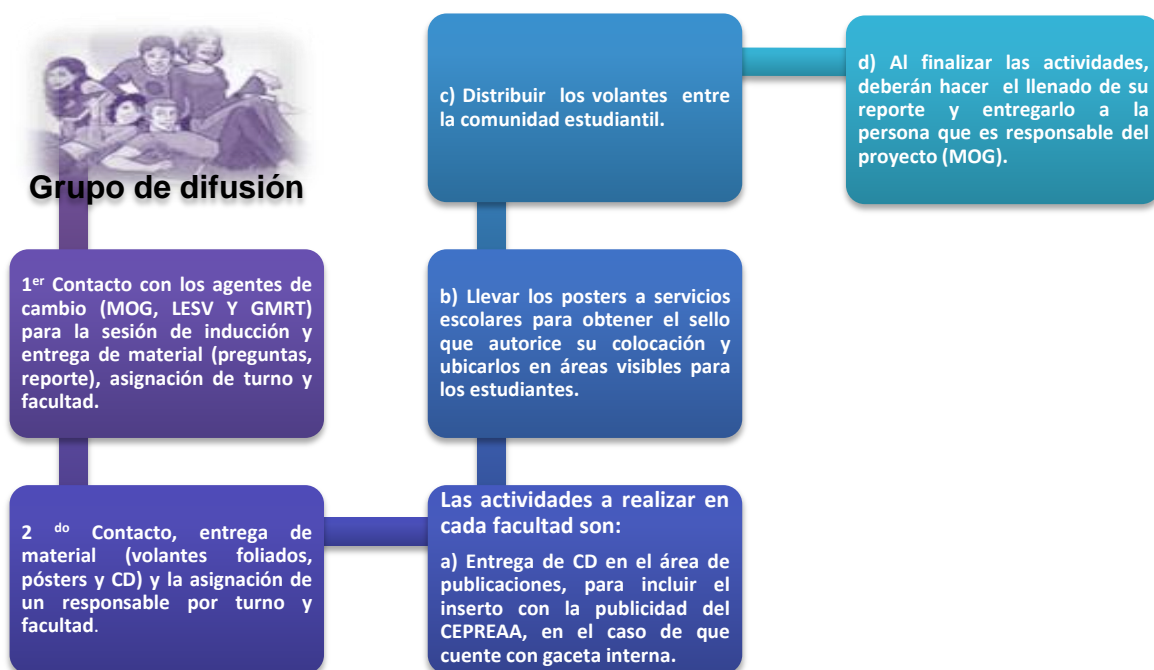 Grupo de difusión
1er Contacto con los agentes de
cambio (MOG, LESV Y GMRT)
para la sesión de inducción y
entrega de material (preguntas,
reporte), asignación de turno y
facultad.
2 do Contacto, entrega de
material (volantes foliados,
pósters y CD) y la asignación de
un responsable por turno y
facultad.
Las actividades a realizar en
cada facultad son:
a) Entrega de CD en el área de
publicaciones, para incluir el
inserto con la publicidad del
CEPREAA, en el caso de que
cuente con gaceta interna.
b) Llevar los posters a servicios
escolares para obtener el sello
que autorice su colocación y
ubicarlos en áreas visibles para
los estudiantes.
c) Distribuir los volantes entre
la comunidad estudiantil.
d) Al finalizar las actividades,
deberán hacer el llenado de su
reporte y entregarlo a la
persona que es responsable del
proyecto (MOG).